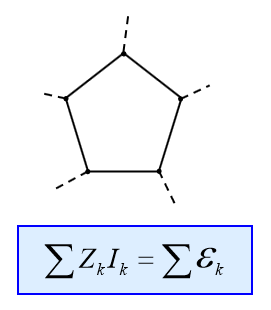 ∑ Z_k I_k = ∑ ℰ_k